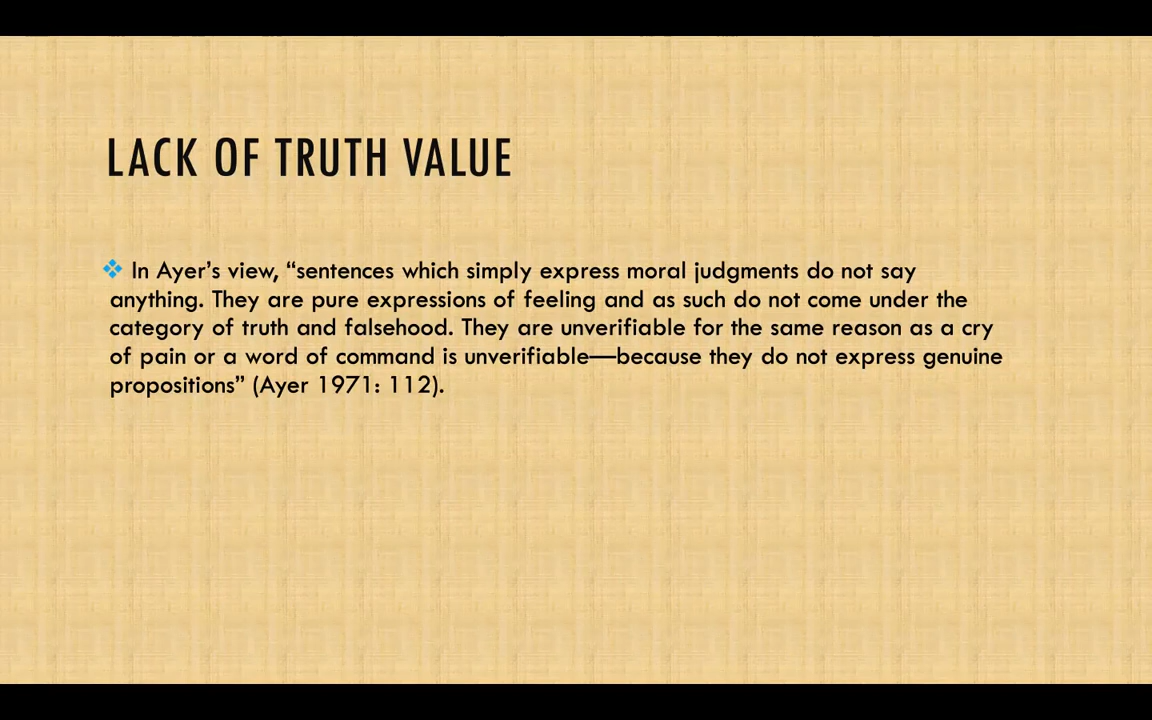 LACK OF TRUTH VALUE
❖ In Ayer’s view, “sentences which simply express moral judgments do not say
anything. They are pure expressions of feeling and as such do not come under the
category of truth and falsehood. They are unverifiable for the same reason as a cry
of pain or a word of command is unverifiable—because they do not express genuine
propositions” (Ayer 1971: 112).